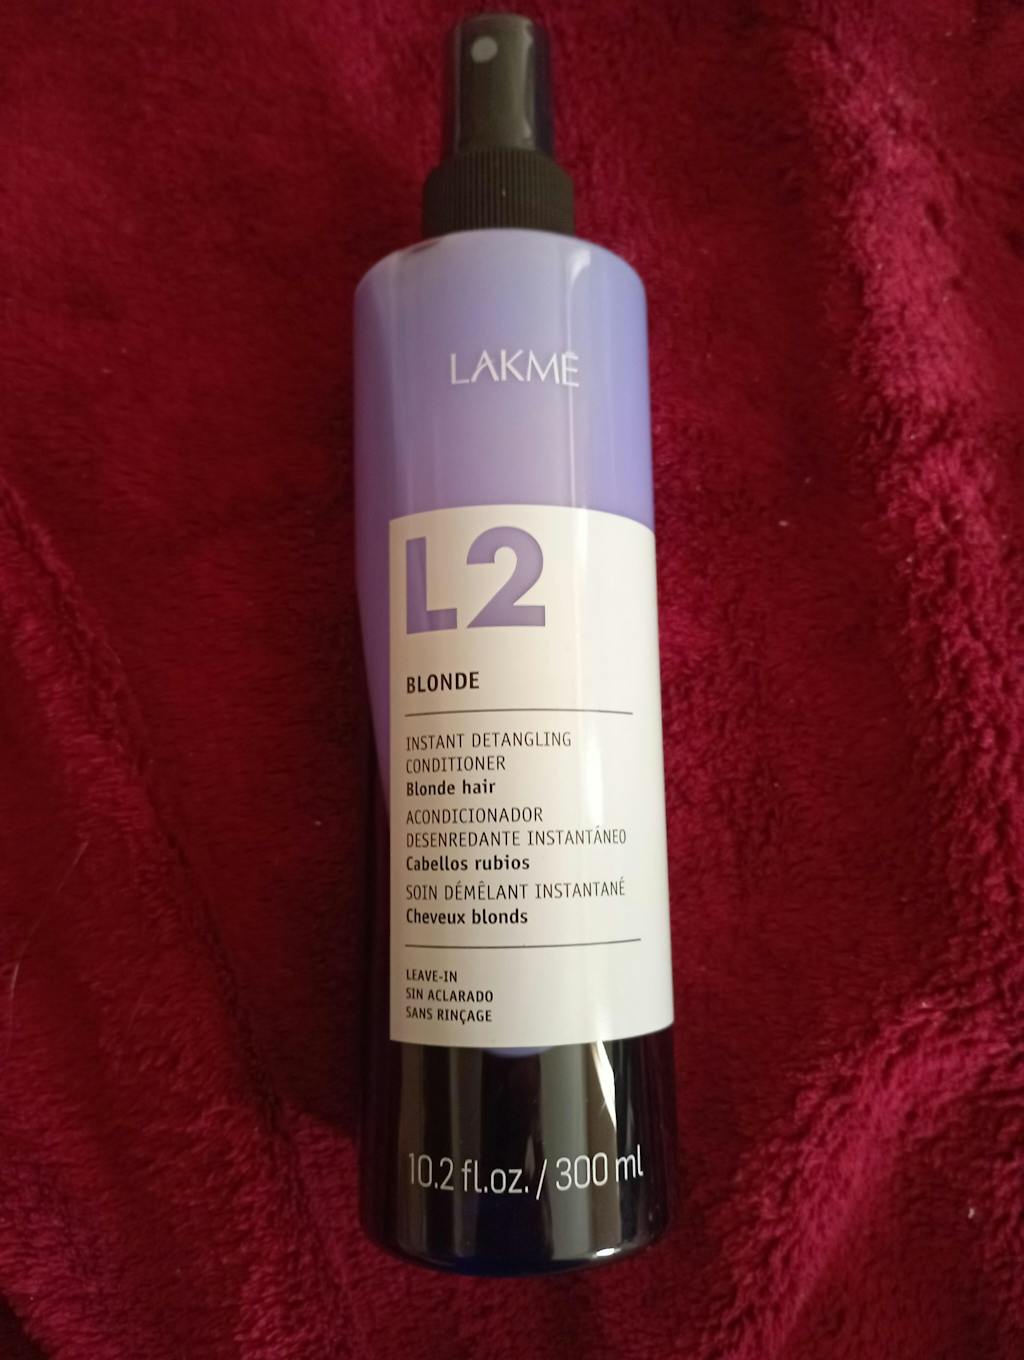 LAKMÉ
L2
BLONDE
INSTANT DETANGLING
CONDITIONER
Blonde hair
ACONDICIONADOR
DESENREDANTE INSTANTÁNEO
Cabellos rubios
SOIN DÉMÊLANT INSTANTANÉ
Cheveux blonds
LEAVE-IN
SIN ACLARADO
SANS RINÇAGE
10.2 fl.oz. / 300 ml